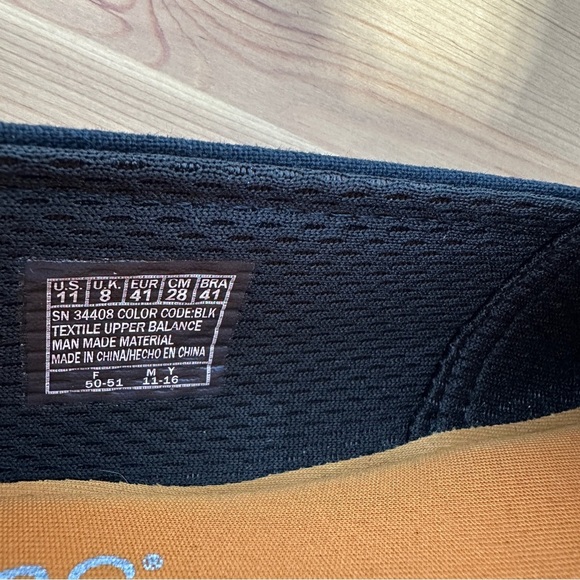 U.S. U.K. EUR CM BRA
11 8 41 28 41
SN 34408 COLOR CODE:BLK
TEXTILE UPPER BALANCE
MAN MADE MATERIAL
MADE IN CHINA/HECHO EN CHINA
F M Y
50-51 11-16
®